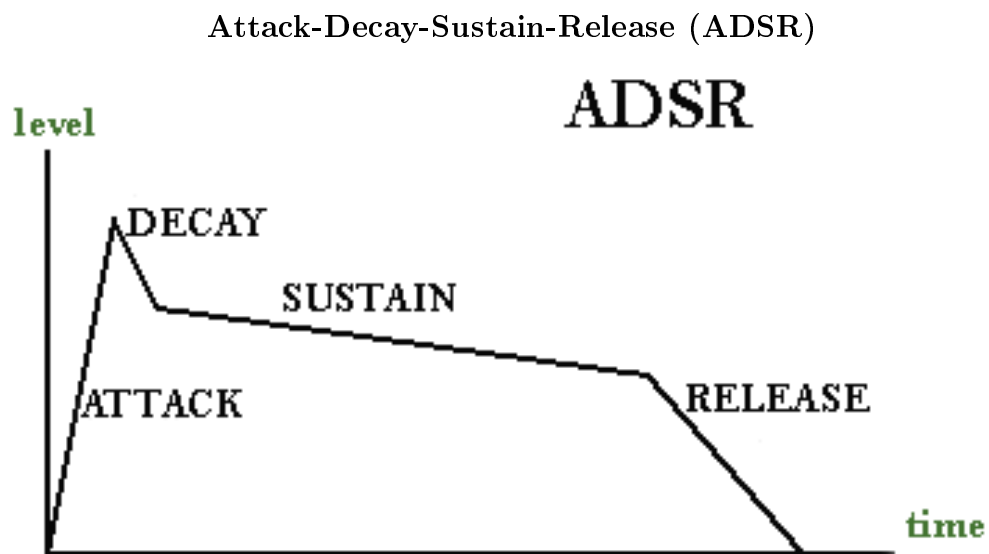 Attack-Decay-Sustain-Release (ADSR)
ADSR
level
DECAY
SUSTAIN
ATTACK
RELEASE
time